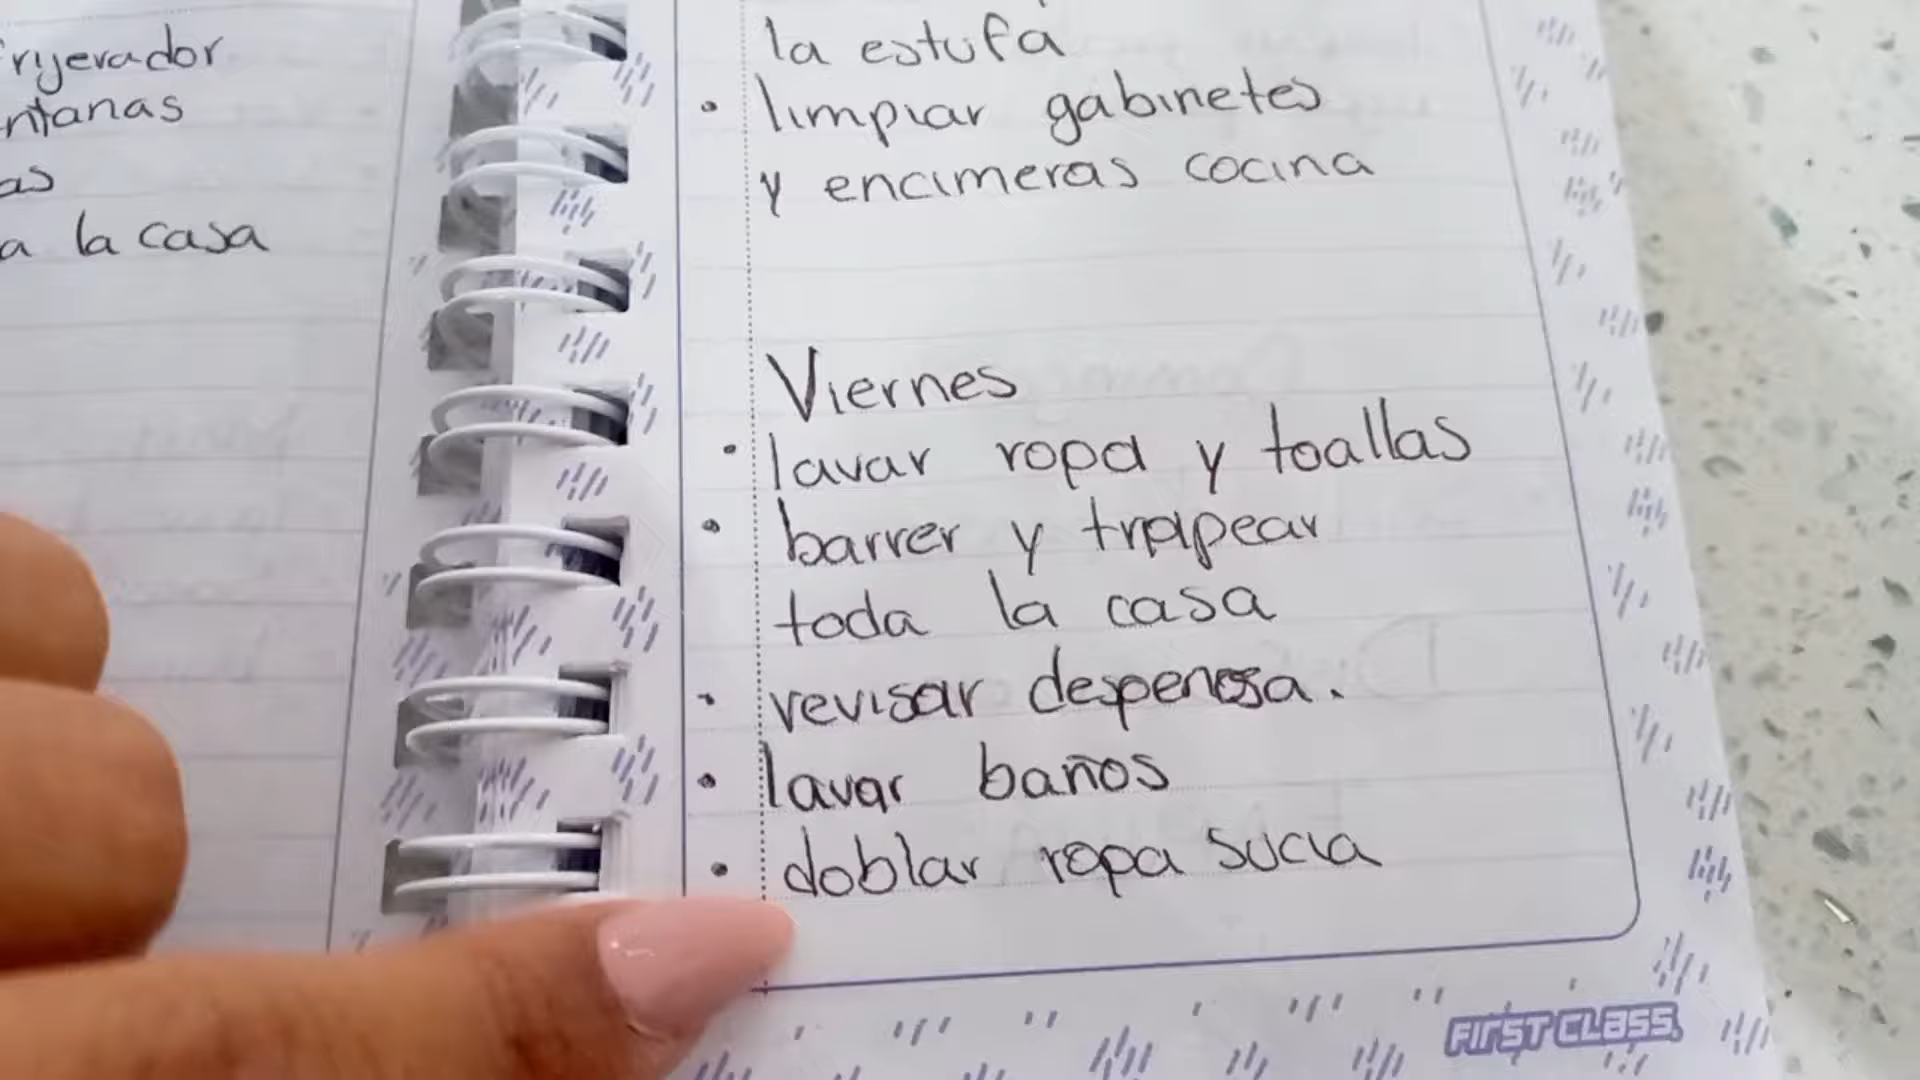 rijerador
ntanas
as
a la casa
la estufa
• limpiar gabinetes
y encimeras cocina
Viernes
• lavar ropa y toallas
• barrer y trapear
toda la casa
• revisar despensa.
• lavar baños
• doblar ropa sucia
FIRST CLASS